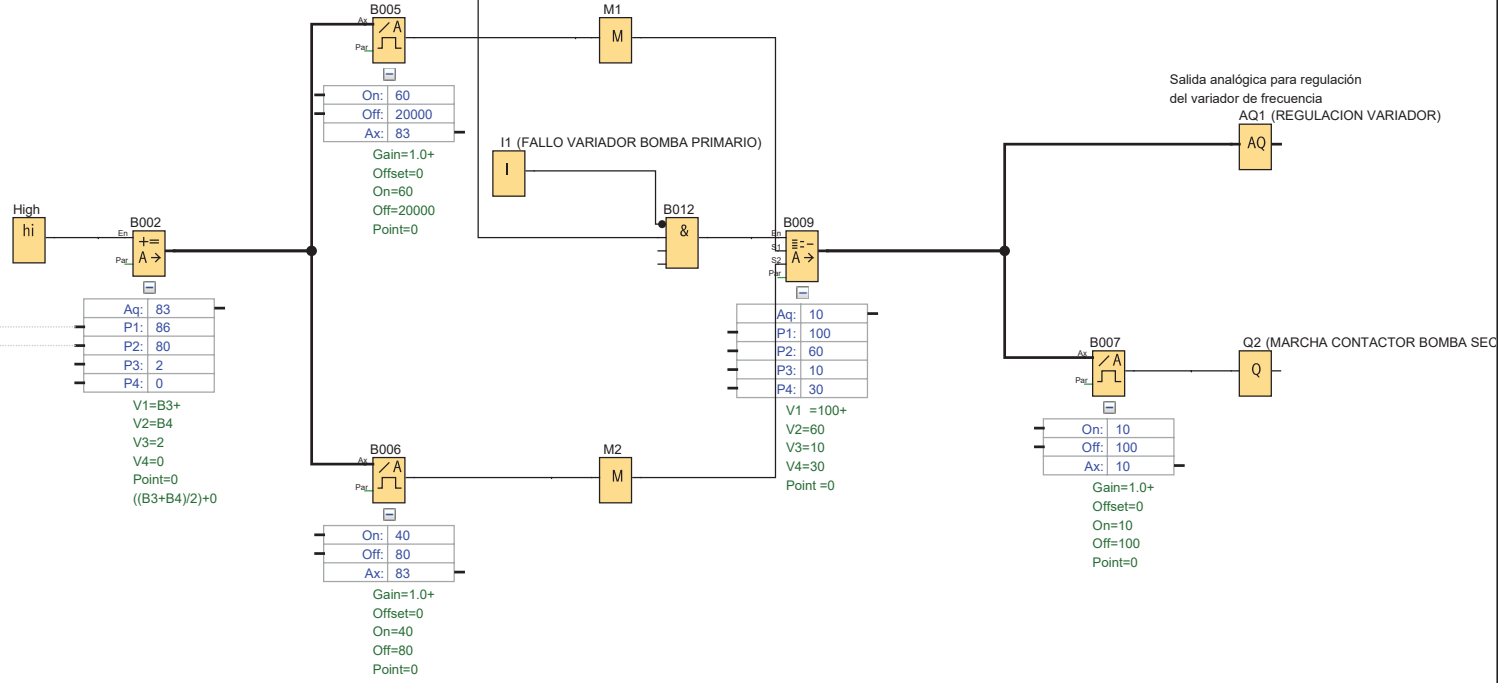 High
hi
B002
En
Par
+=
A→
Aq: 83
P1: 86
P2: 80
P3: 2
P4: 0
V1=B3+
V2=B4
V3=2
V4=0
Point=0
((B3+B4)/2)+0
B005
Ax
Par
/A
On: 60
Off: 20000
Ax: 83
Gain=1.0+
Offset=0
On=60
Off=20000
Point=0
M1
M
I1 (FALLO VARIADOR BOMBA PRIMARIO)
I
B012
&
B006
Ax
Par
/A
On: 40
Off: 80
Ax: 83
Gain=1.0+
Offset=0
On=40
Off=80
Point=0
M2
M
B009
En
S1
S2
Par
A→
Aq: 10
P1: 100
P2: 60
P3: 10
P4: 30
V1 =100+
V2=60
V3=10
V4=30
Point =0
Salida analógica para regulación
del variador de frecuencia
AQ1 (REGULACION VARIADOR)
AQ
B007
Ax
Par
/A
On: 10
Off: 100
Ax: 10
Gain=1.0+
Offset=0
On=10
Off=100
Point=0
Q2 (MARCHA CONTACTOR BOMBA SEC
Q